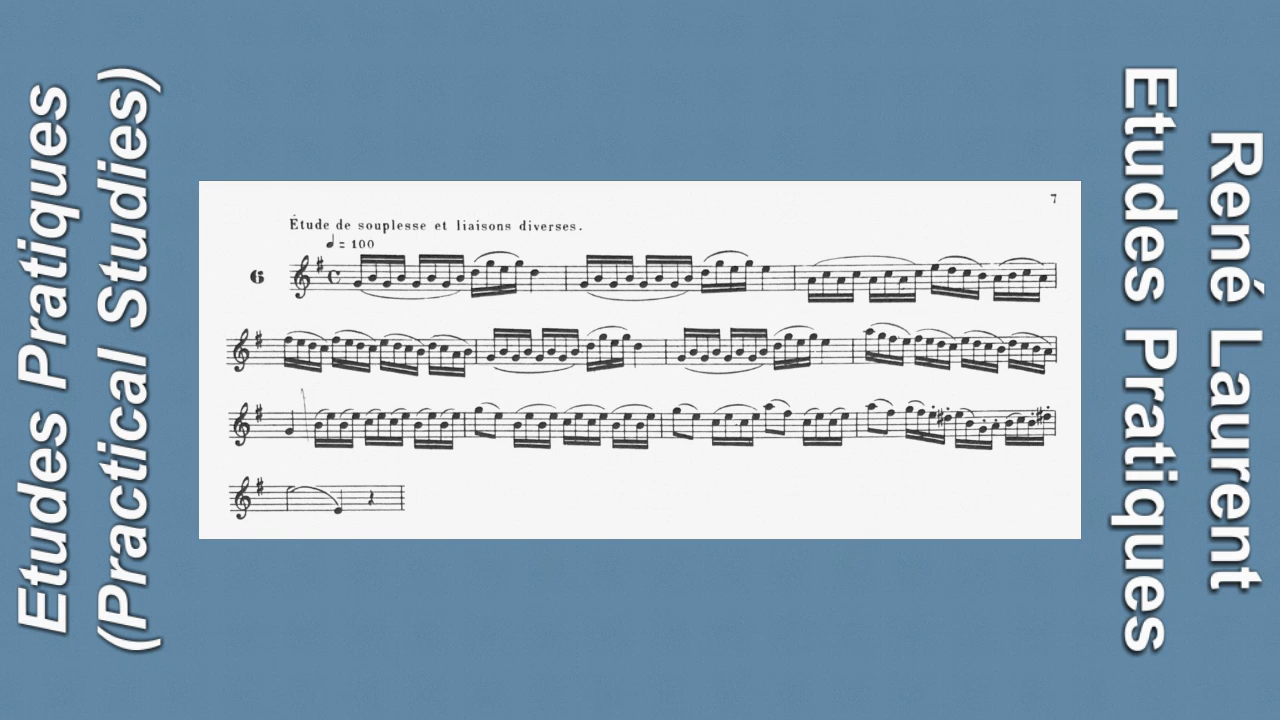 Etudes Pratiques
(Practical Studies)
7
Étude de souplesse et liaisons diverses.
♩ = 100
6
René Laurent
Etudes Pratiques